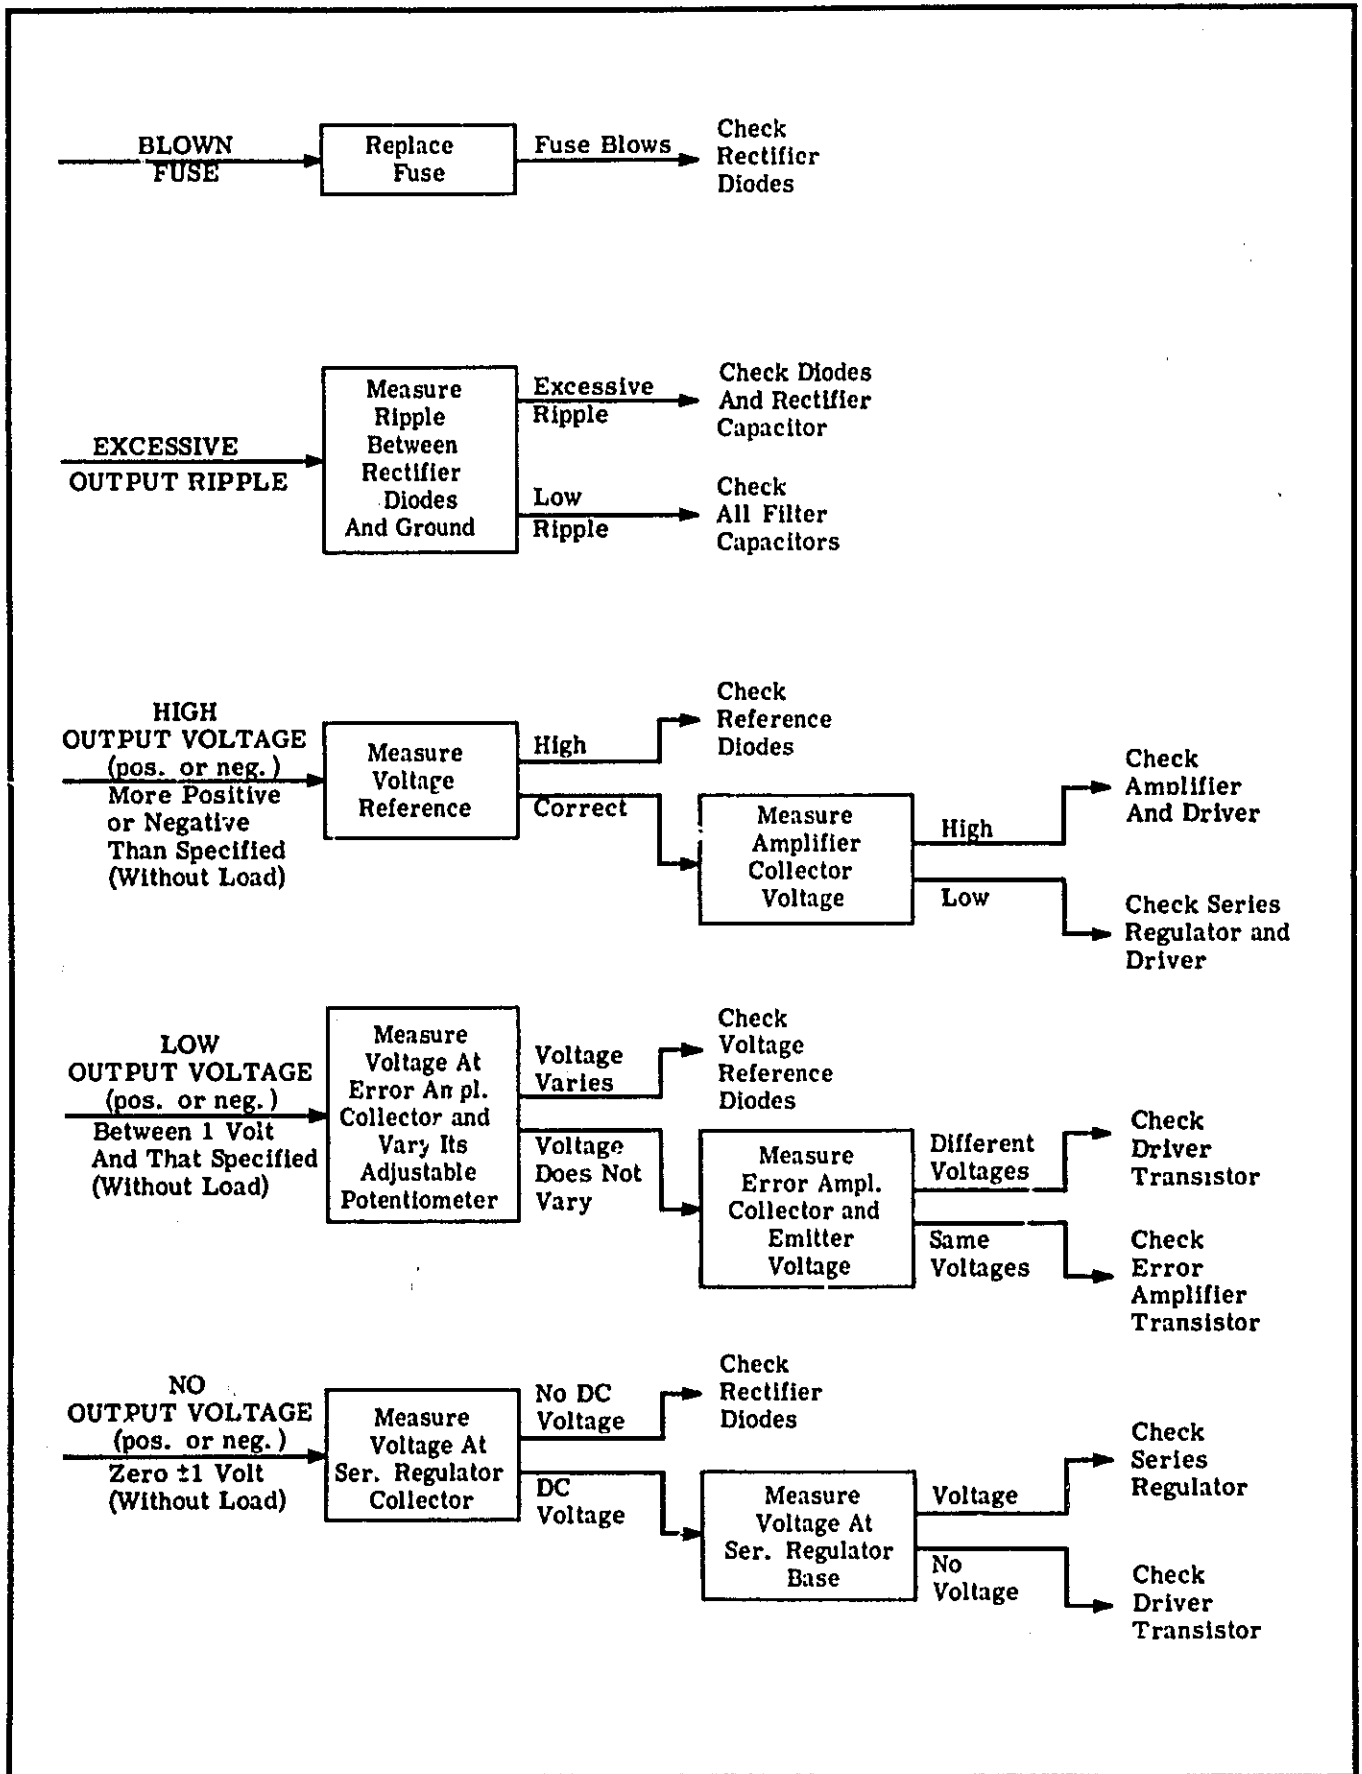 BLOWN
FUSE
Replace
Fuse
Fuse Blows
Check
Rectifier
Diodes
EXCESSIVE
OUTPUT RIPPLE
Measure
Ripple
Between
Rectifier
Diodes
And Ground
Excessive
Ripple
Check Diodes
And Rectifier
Capacitor
Low
Ripple
Check
All Filter
Capacitors
HIGH
OUTPUT VOLTAGE
(pos. or neg.)
More Positive
or Negative
Than Specified
(Without Load)
Measure
Voltage
Reference
High
Check
Reference
Diodes
Correct
Measure
Amplifier
Collector
Voltage
High
Check
Amplifier
And Driver
Low
Check Series
Regulator and
Driver
LOW
OUTPUT VOLTAGE
(pos. or neg.)
Between 1 Volt
And That Specified
(Without Load)
Measure
Voltage At
Error Ampl.
Collector and
Vary Its
Adjustable
Potentiometer
Voltage
Varies
Check
Voltage
Reference
Diodes
Voltage
Does Not
Vary
Measure
Error Ampl.
Collector and
Emitter
Voltage
Different
Voltages
Check
Driver
Transistor
Same
Voltages
Check
Error
Amplifier
Transistor
NO
OUTPUT VOLTAGE
(pos. or neg.)
Zero ±1 Volt
(Without Load)
Measure
Voltage At
Ser. Regulator
Collector
No DC
Voltage
Check
Rectifier
Diodes
DC
Voltage
Measure
Voltage At
Ser. Regulator
Base
Voltage
Check
Series
Regulator
No
Voltage
Check
Driver
Transistor